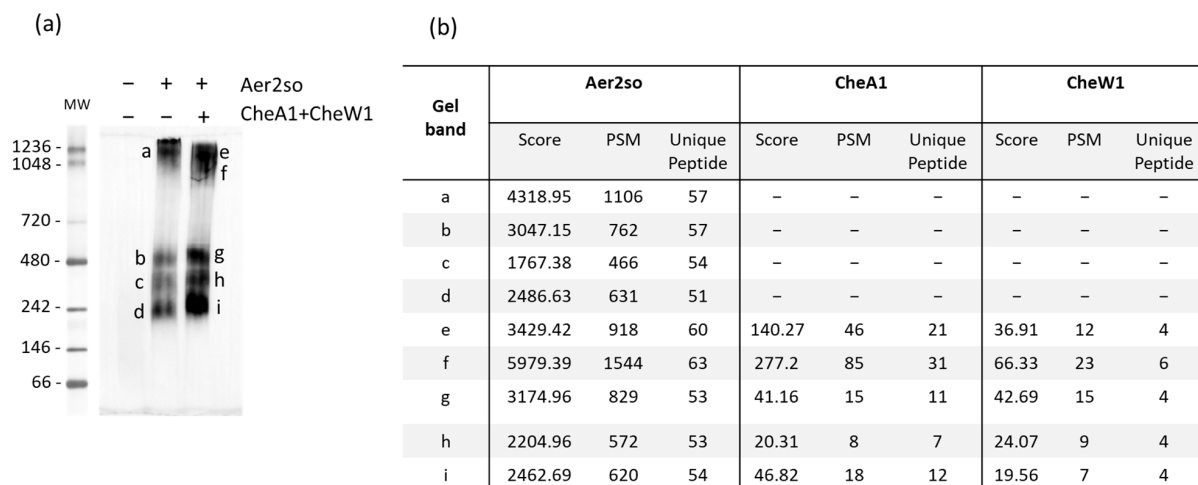 (a)
(b)
– + + Aer2so
MW – – + CheA1+CheW1
1236 - a e
1048 - f
720 -
480 - b g
c h
242 - d i
146 -
66 -
Gel band Aer2so CheA1 CheW1
Score PSM Unique Peptide Score PSM Unique Peptide Score PSM Unique Peptide
a 4318.95 1106 57 – – – – – –
b 3047.15 762 57 – – – – – –
c 1767.38 466 54 – – – – – –
d 2486.63 631 51 – – – – – –
e 3429.42 918 60 140.27 46 21 36.91 12 4
f 5979.39 1544 63 277.2 85 31 66.33 23 6
g 3174.96 829 53 41.16 15 11 42.69 15 4
h 2204.96 572 53 20.31 8 7 24.07 9 4
i 2462.69 620 54 46.82 18 12 19.56 7 4